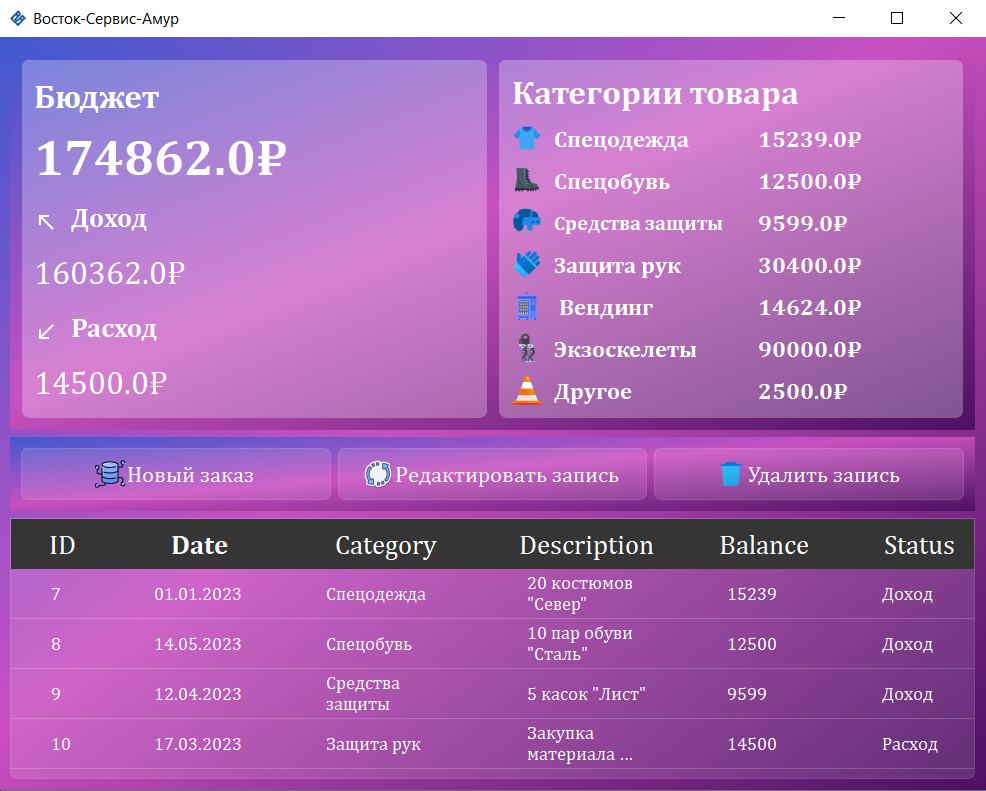 Восток-Сервис-Амур
Бюджет
174862.0₽
Доход
160362.0₽
Расход
14500.0₽
Категории товара
Спецодежда 15239.0₽
Спецобувь 12500.0₽
Средства защиты 9599.0₽
Защита рук 30400.0₽
Вендинг 14624.0₽
Экзоскелеты 90000.0₽
Другое 2500.0₽
Новый заказ Редактировать запись Удалить запись
ID Date Category Description Balance Status
7 01.01.2023 Спецодежда 20 костюмов "Север" 15239 Доход
8 14.05.2023 Спецобувь 10 пар обуви "Сталь" 12500 Доход
9 12.04.2023 Средства защиты 5 касок "Лист" 9599 Доход
10 17.03.2023 Защита рук Закупка материала ... 14500 Расход